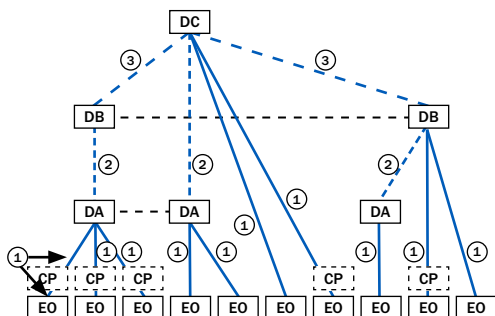 DC
3 3
DB DB
2 2 2
DA DA DA
1 1 1 1 1 1 1 1 1 1
CP CP CP CP CP
EO EO EO EO EO EO EO EO EO EO